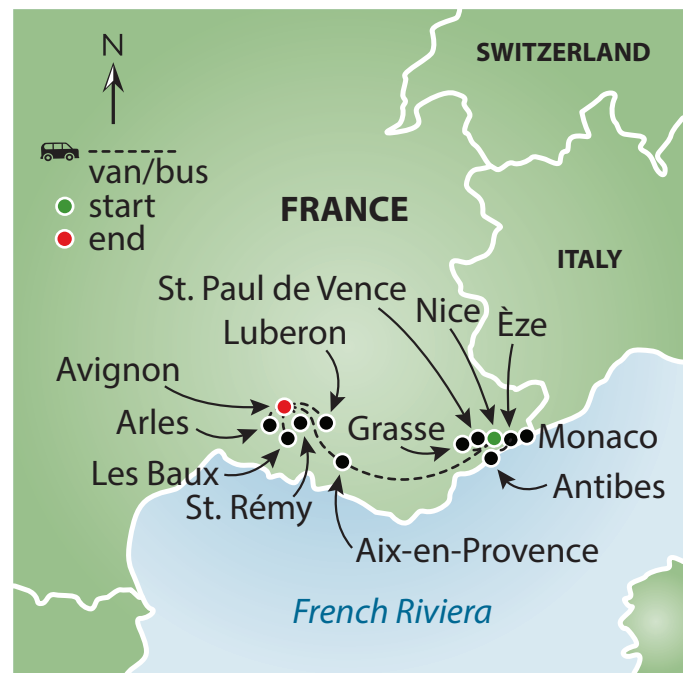 SWITZERLAND
N
van/bus
start
end
FRANCE
ITALY
St. Paul de Vence
Nice
Èze
Luberon
Avignon
Arles
Grasse
Monaco
Les Baux
St. Rémy
Antibes
Aix-en-Provence
French Riviera